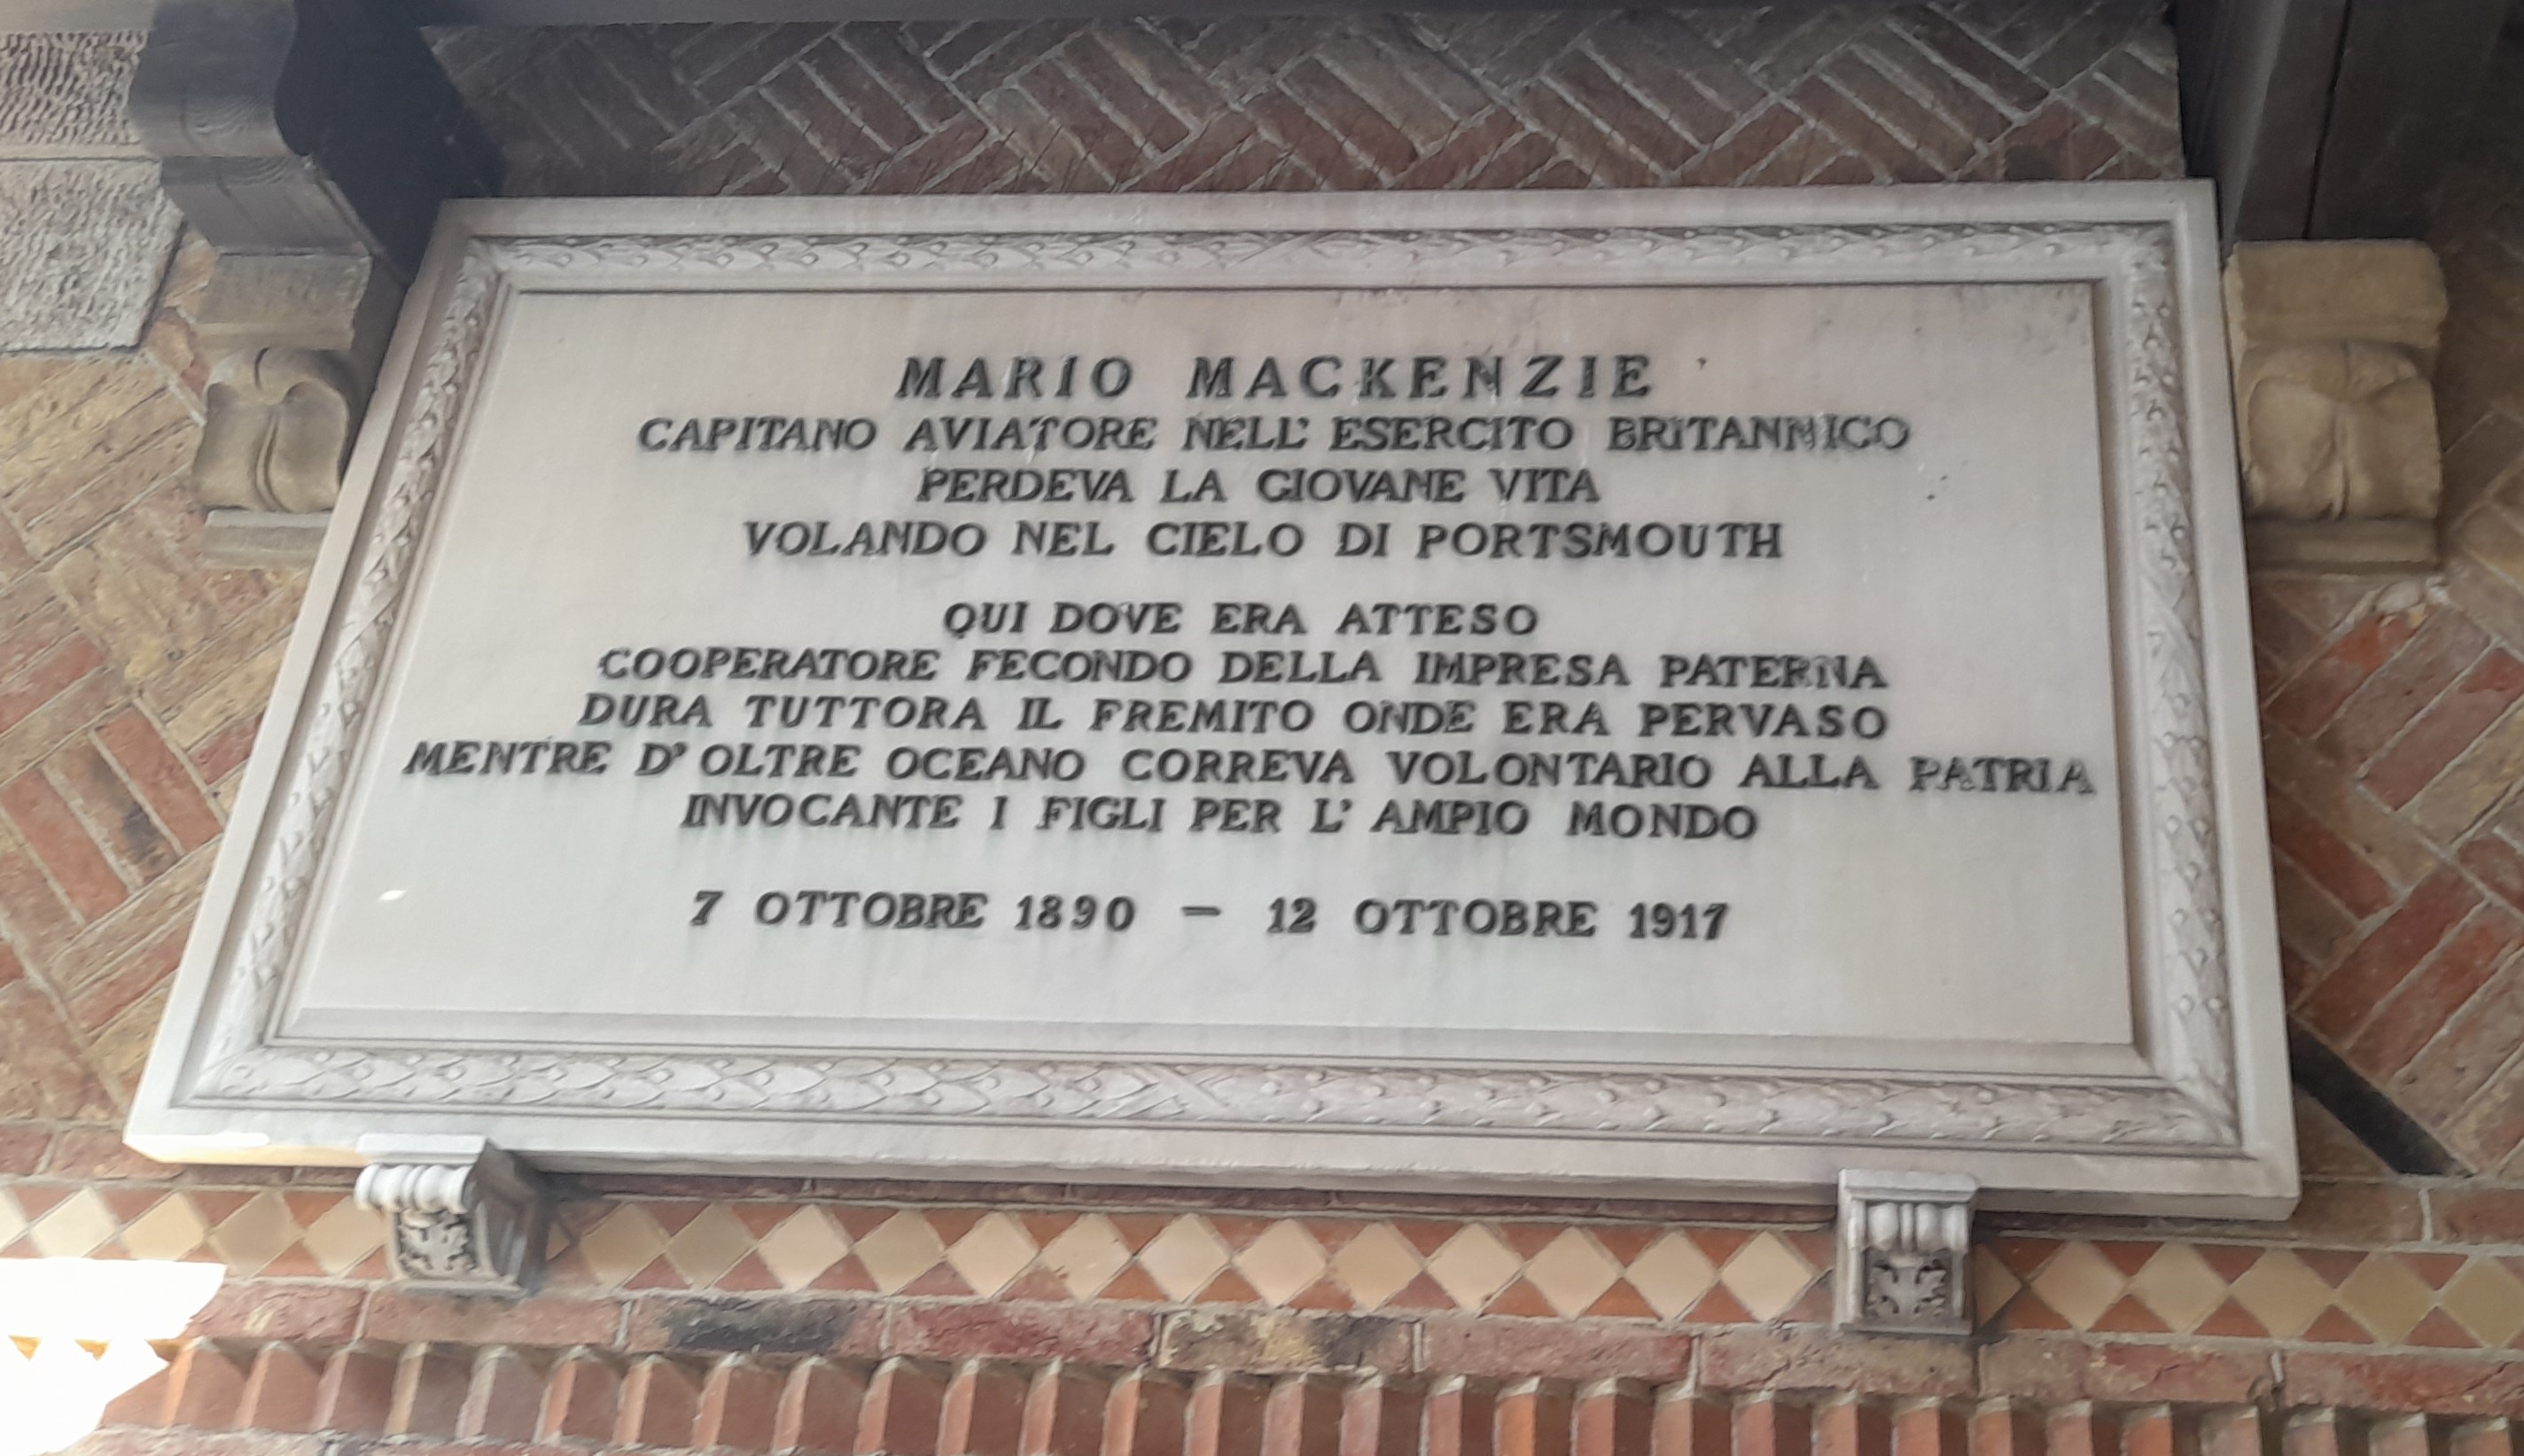 MARIO MACKENZIE
CAPITANO AVIATORE NELL' ESERCITO BRITANNICO
PERDEVA LA GIOVANE VITA
VOLANDO NEL CIELO DI PORTSMOUTH
QUI DOVE ERA ATTESO
COOPERATORE FECONDO DELLA IMPRESA PATERNA
DURA TUTTORA IL FREMITO ONDE ERA PERVASO
MENTRE D' OLTRE OCEANO CORREVA VOLONTARIO ALLA PATRIA
INVOCANTE I FIGLI PER L' AMPIO MONDO
7 OTTOBRE 1890 – 12 OTTOBRE 1917